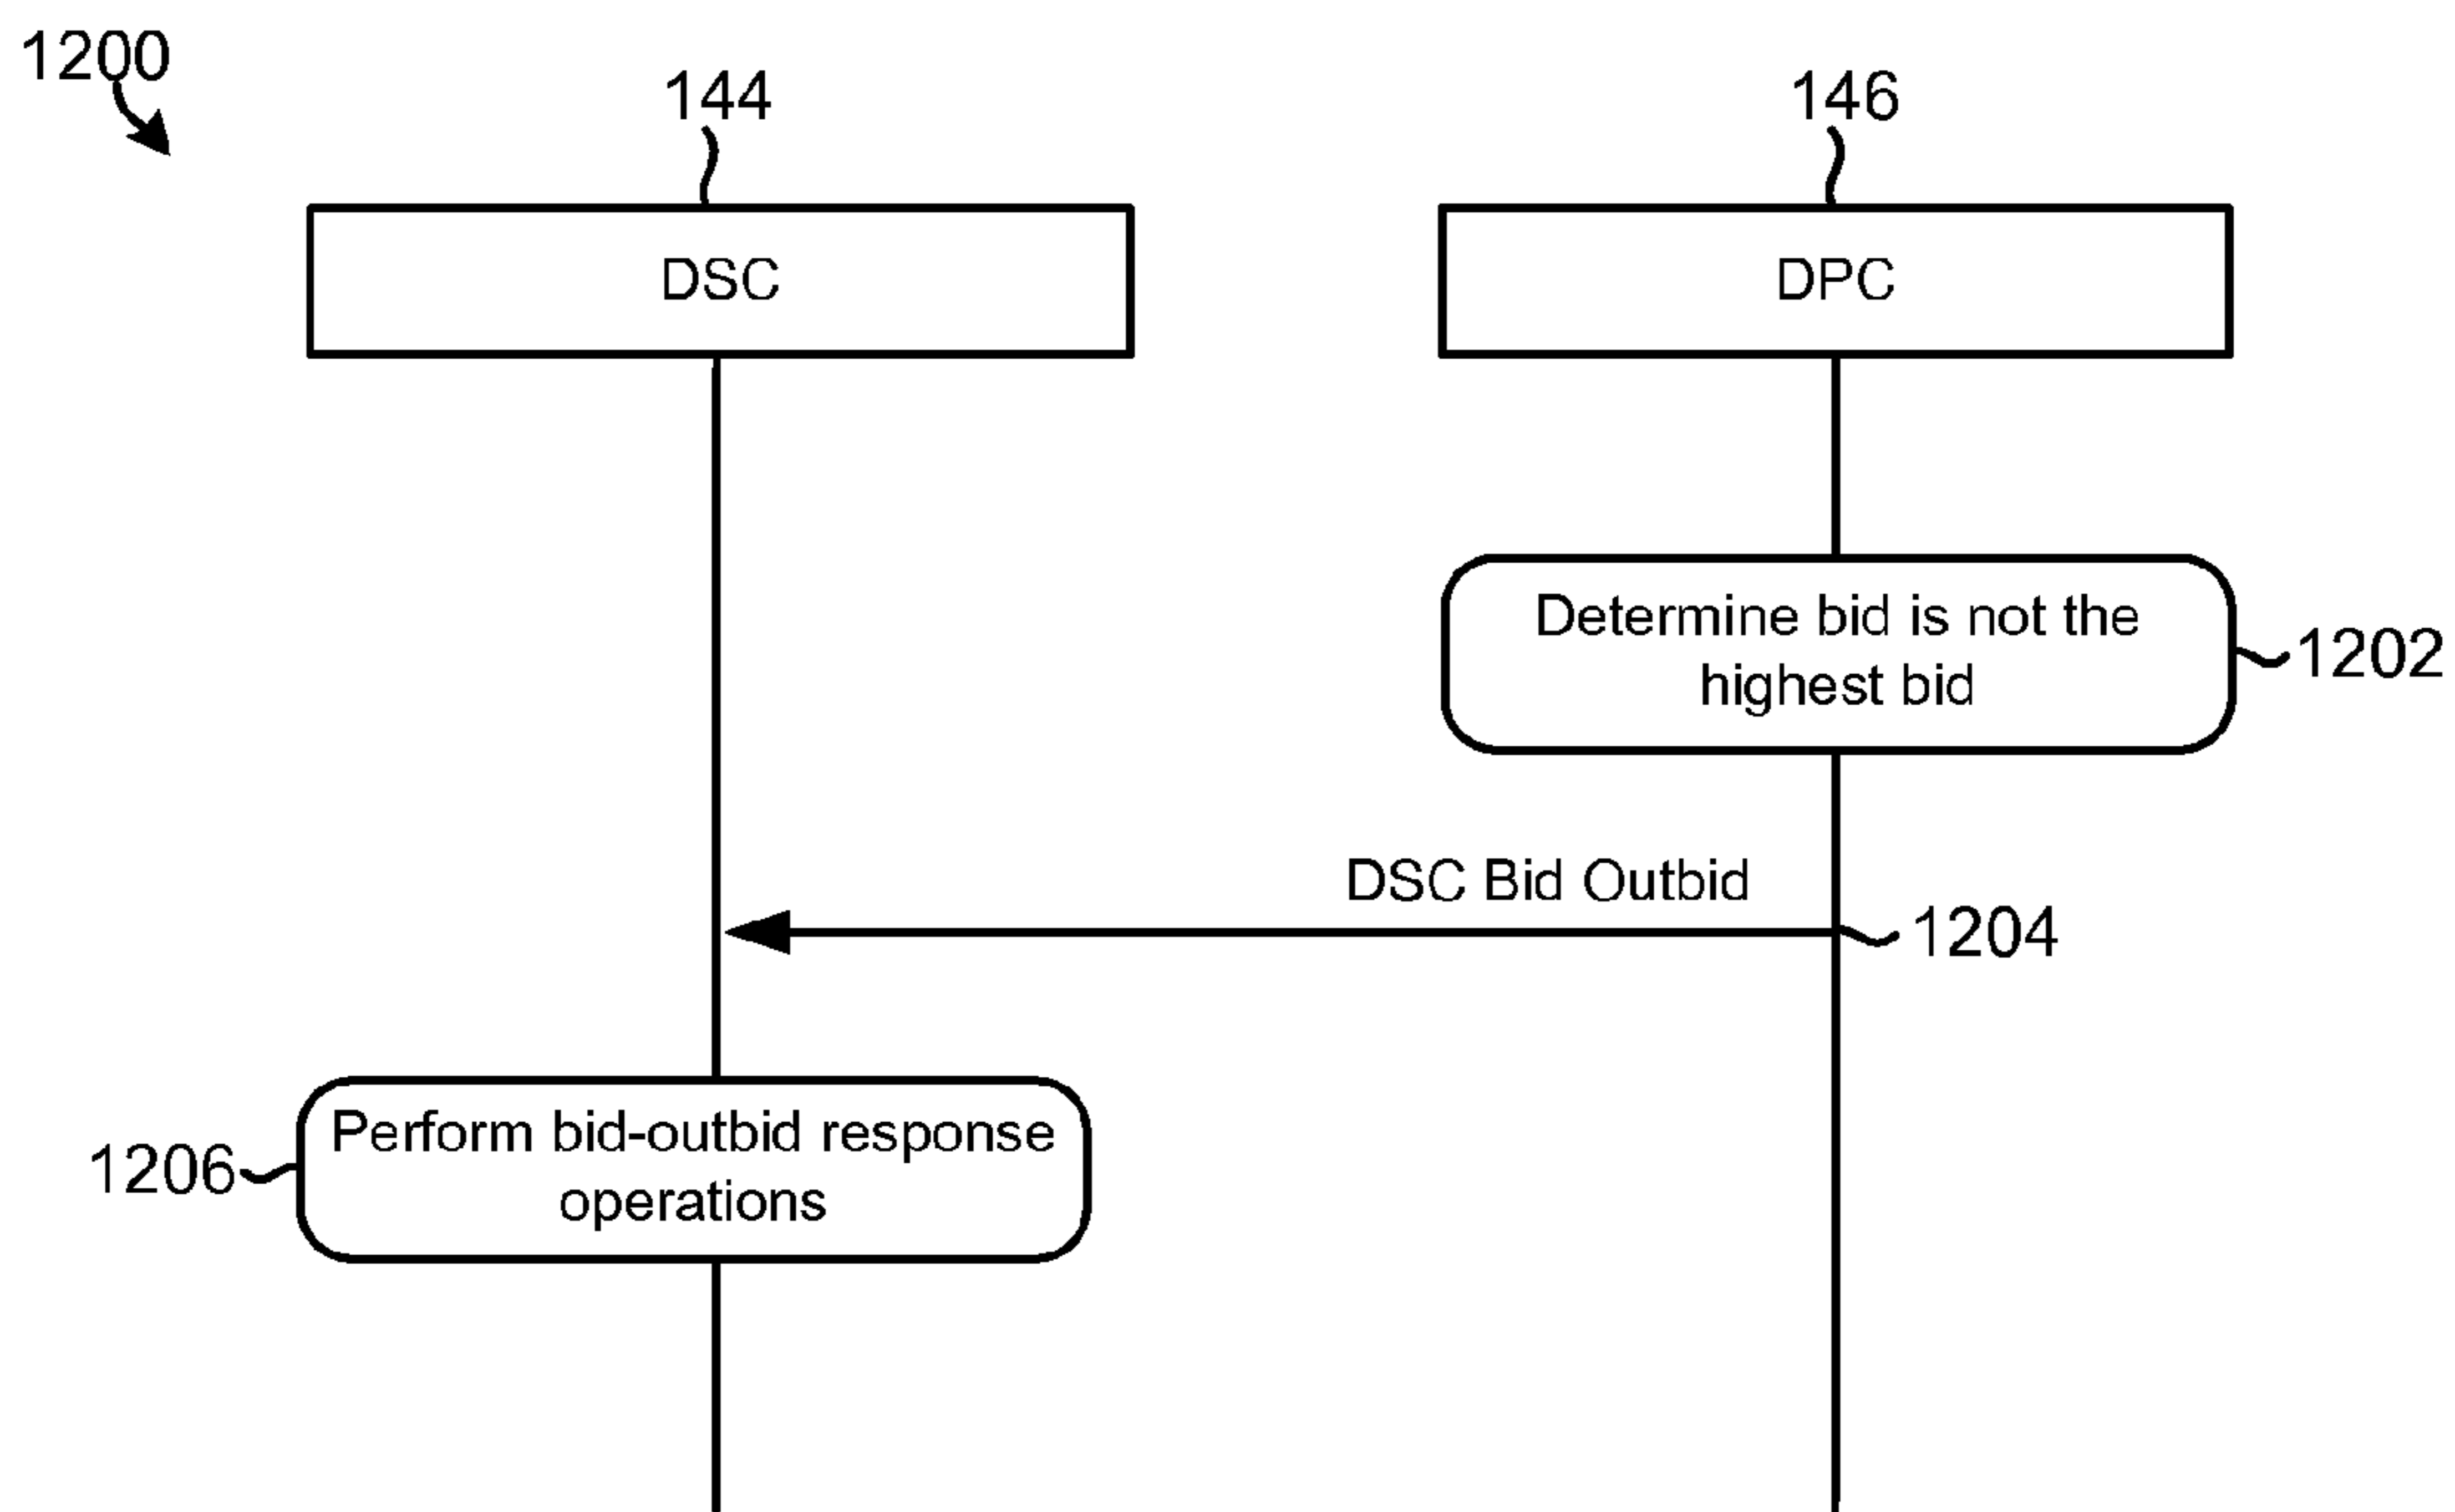 1200
144
146
DSC
DPC
Determine bid is not the
highest bid
1202
DSC Bid Outbid
1204
Perform bid-outbid response
operations
1206